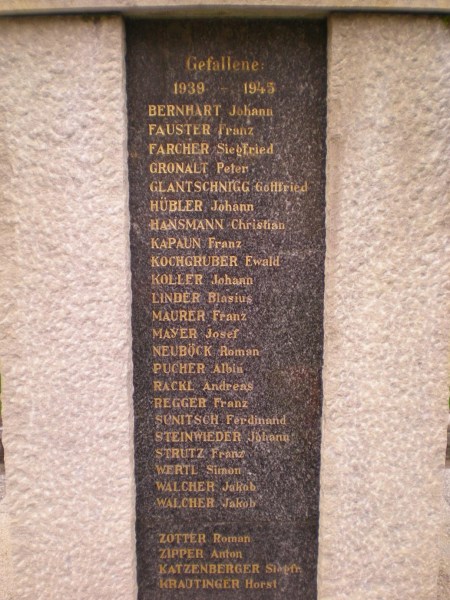 Gefallene:
1939 - 1945
BERNHART Johann
FAUSTER Franz
FARCHER Siegfried
GRONALT Peter
GLANTSCHNIGG Gottfried
HÜBLER Johann
HANSMANN Christian
KAPAUN Franz
KOCHGRUBER Ewald
KOLLER Johann
LINDER Blasius
MAURER Franz
MAYER Josef
NEUBÖCK Roman
PUCHER Albin
RACKL Andreas
REGGER Franz
SUNITSCH Ferdinand
STEINWIEDER Johann
STRUTZ Franz
WERTL Simon
WALCHER Jakob
WALCHER Jakob
ZOTTER Roman
ZIPPER Anton
KATZENBERGER Siegfr.
KRAUTINGER Horst